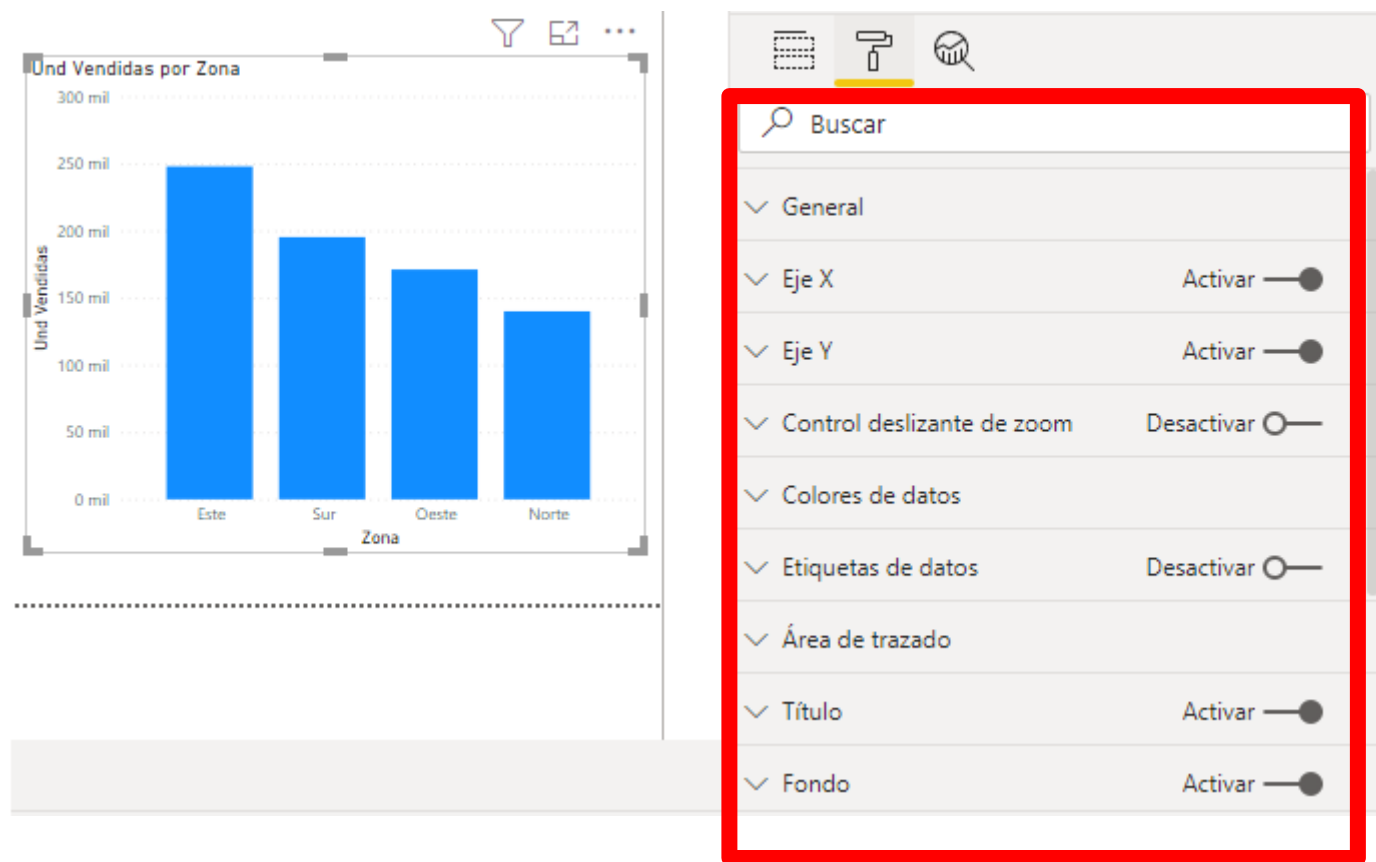 Und Vendidas por Zona
300 mil
250 mil
200 mil
150 mil
100 mil
50 mil
0 mil
Und Vendidas
Este Sur Oeste Norte
Zona
Buscar
General
Eje X Activar
Eje Y Activar
Control deslizante de zoom Desactivar
Colores de datos
Etiquetas de datos Desactivar
Área de trazado
Título Activar
Fondo Activar